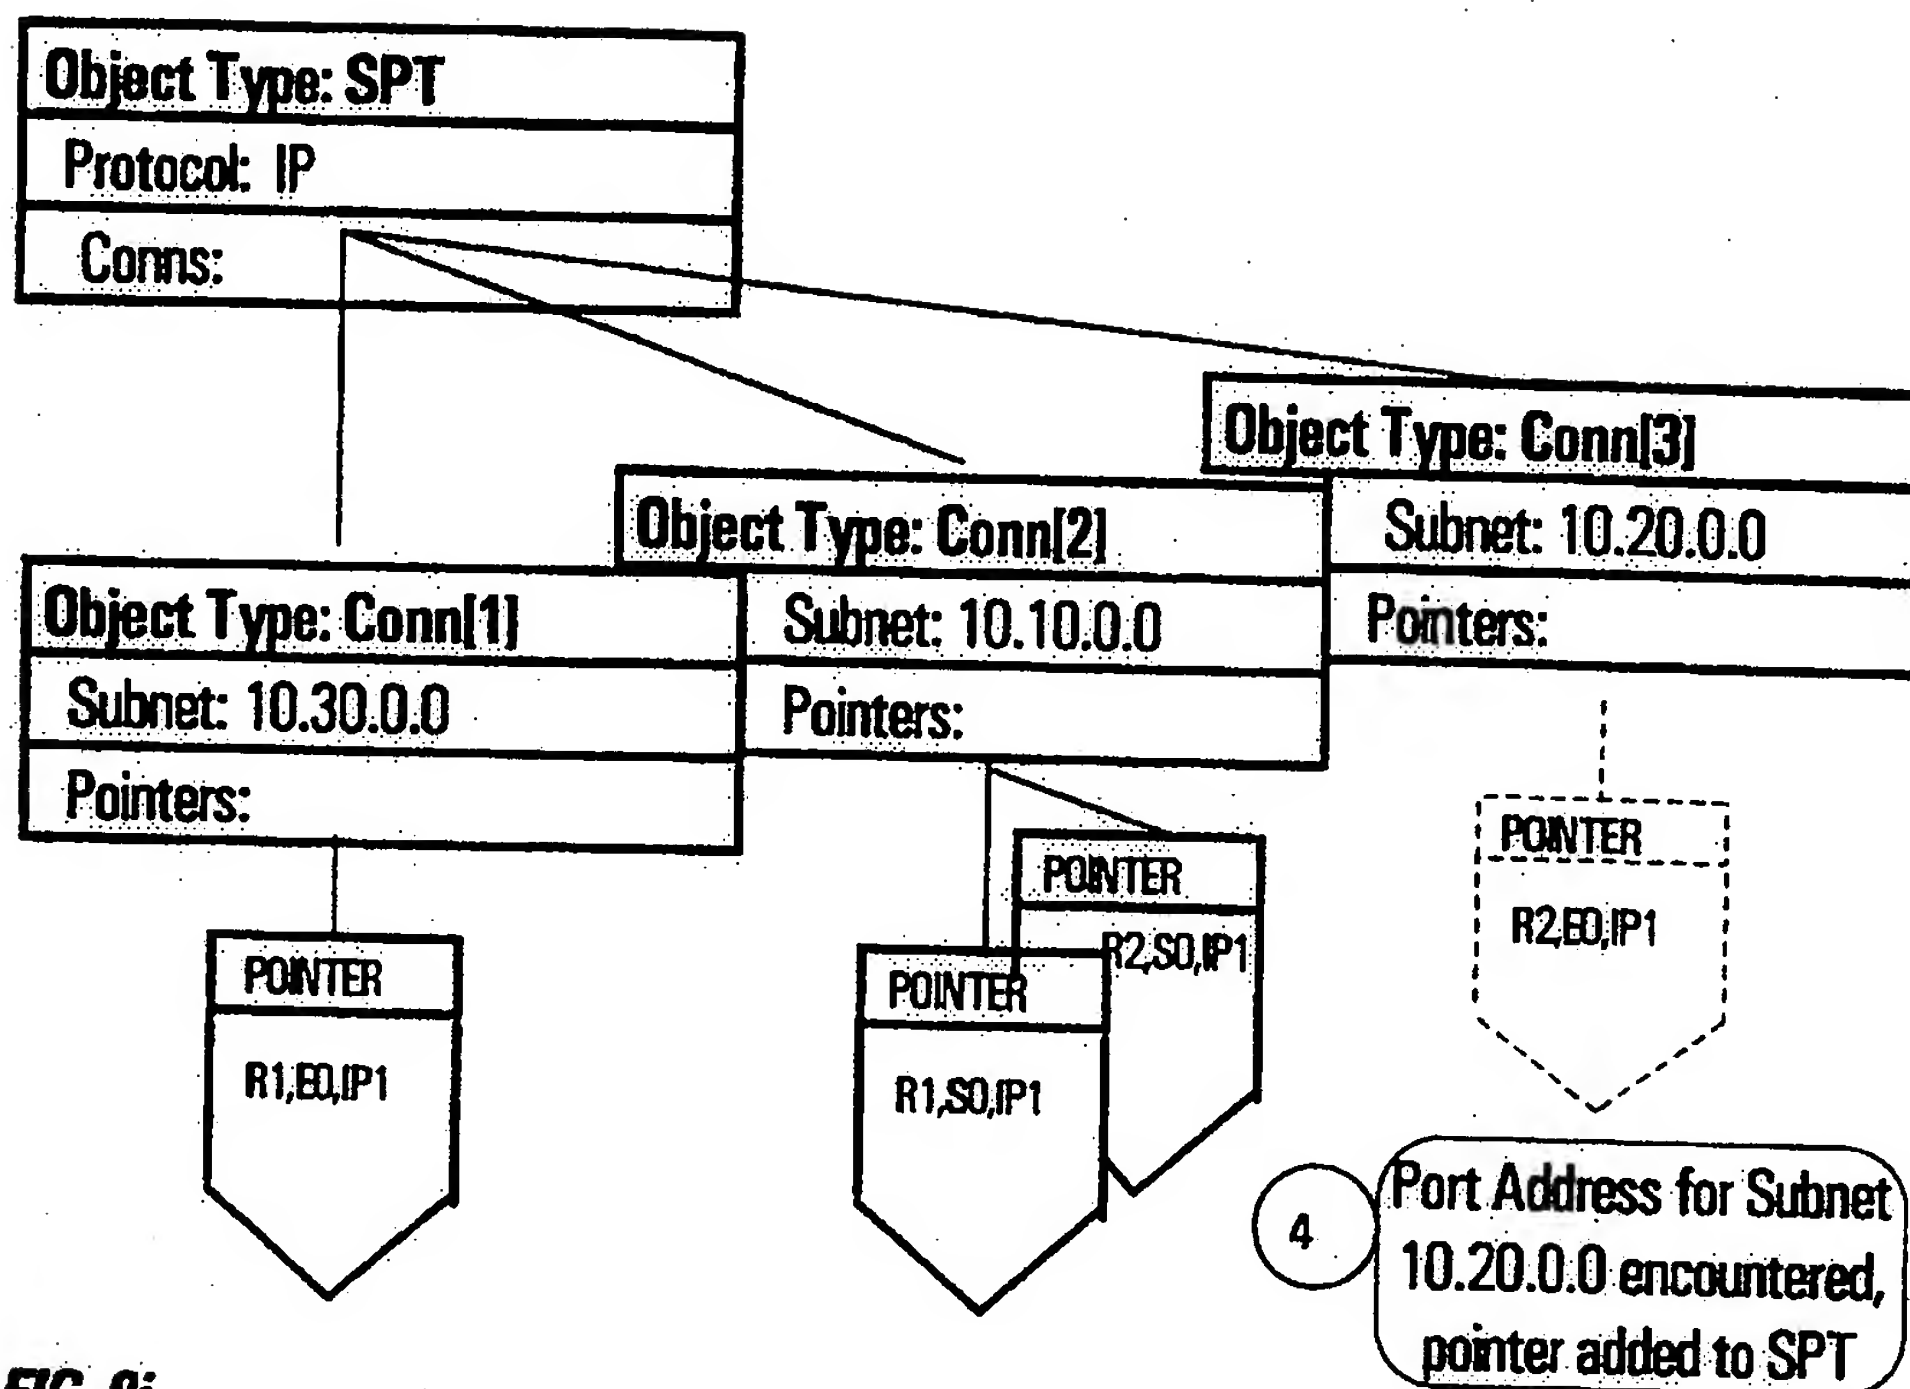 Object Type: SPT
Protocol: IP
Conns:
Object Type: Conn[3]
Subnet: 10.20.0.0
Pointers:
Object Type: Conn[2]
Subnet: 10.10.0.0
Pointers:
Object Type: Conn[1]
Subnet: 10.30.0.0
Pointers:
POINTER
R1,E0,IP1
POINTER
R1,S0,IP1
POINTER
R2,S0,IP1
POINTER
R2,E0,IP1
4
Port Address for Subnet
10.20.0.0 encountered,
pointer added to SPT